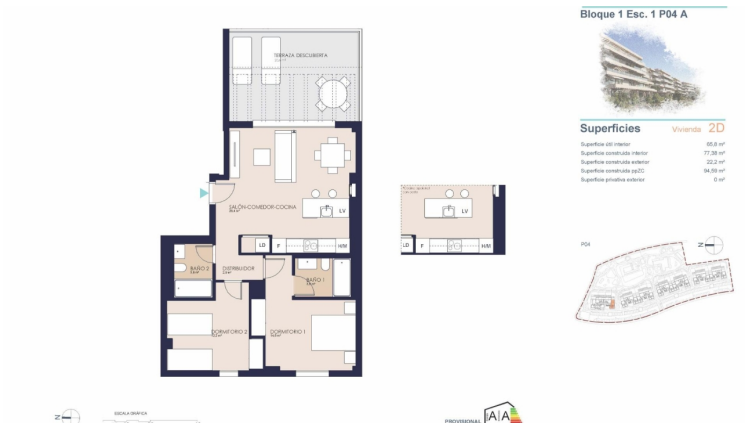 Bloque 1 Esc. 1 P04 A
TERRAZA DESCUBERTA
Superficies
Vivienda 2D
Superficie útil interior 65,8 m²
Superficie construida interior 77,38 m²
Superficie construida exterior 22,2 m²
Superficie construida ppZC 94,99 m²
Superficie privativa exterior 0 m²
SALÓN-COMEDOR-COCINA
LV
LD
F
H/M
LV
LD
F
H/M
BAÑO 2
DISTRIBUIDOR
BAÑO 1
DORMITORIO 2
DORMITORIO 1
P04
N
N
ESCALA GRÁFICA
PROVISIONAL
A|A